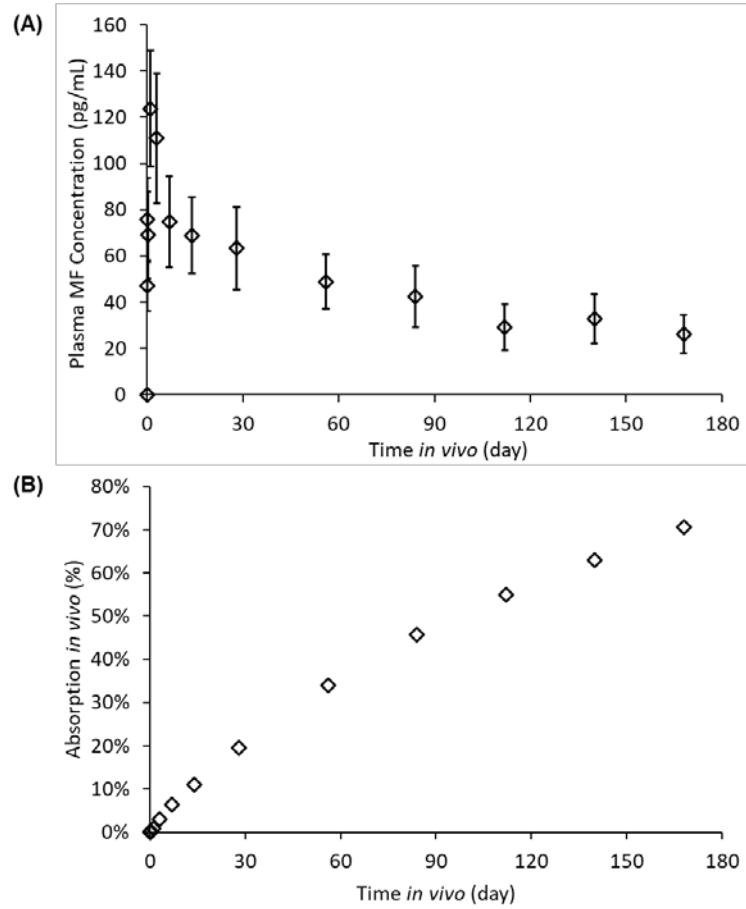 (A)
Plasma MF Concentration (pg/mL)
160
140
120
100
80
60
40
20
0
0 30 60 90 120 150 180
Time in vivo (day)
(B)
Absorption in vivo (%)
80%
70%
60%
50%
40%
30%
20%
10%
0%
0 30 60 90 120 150 180
Time in vivo (day)